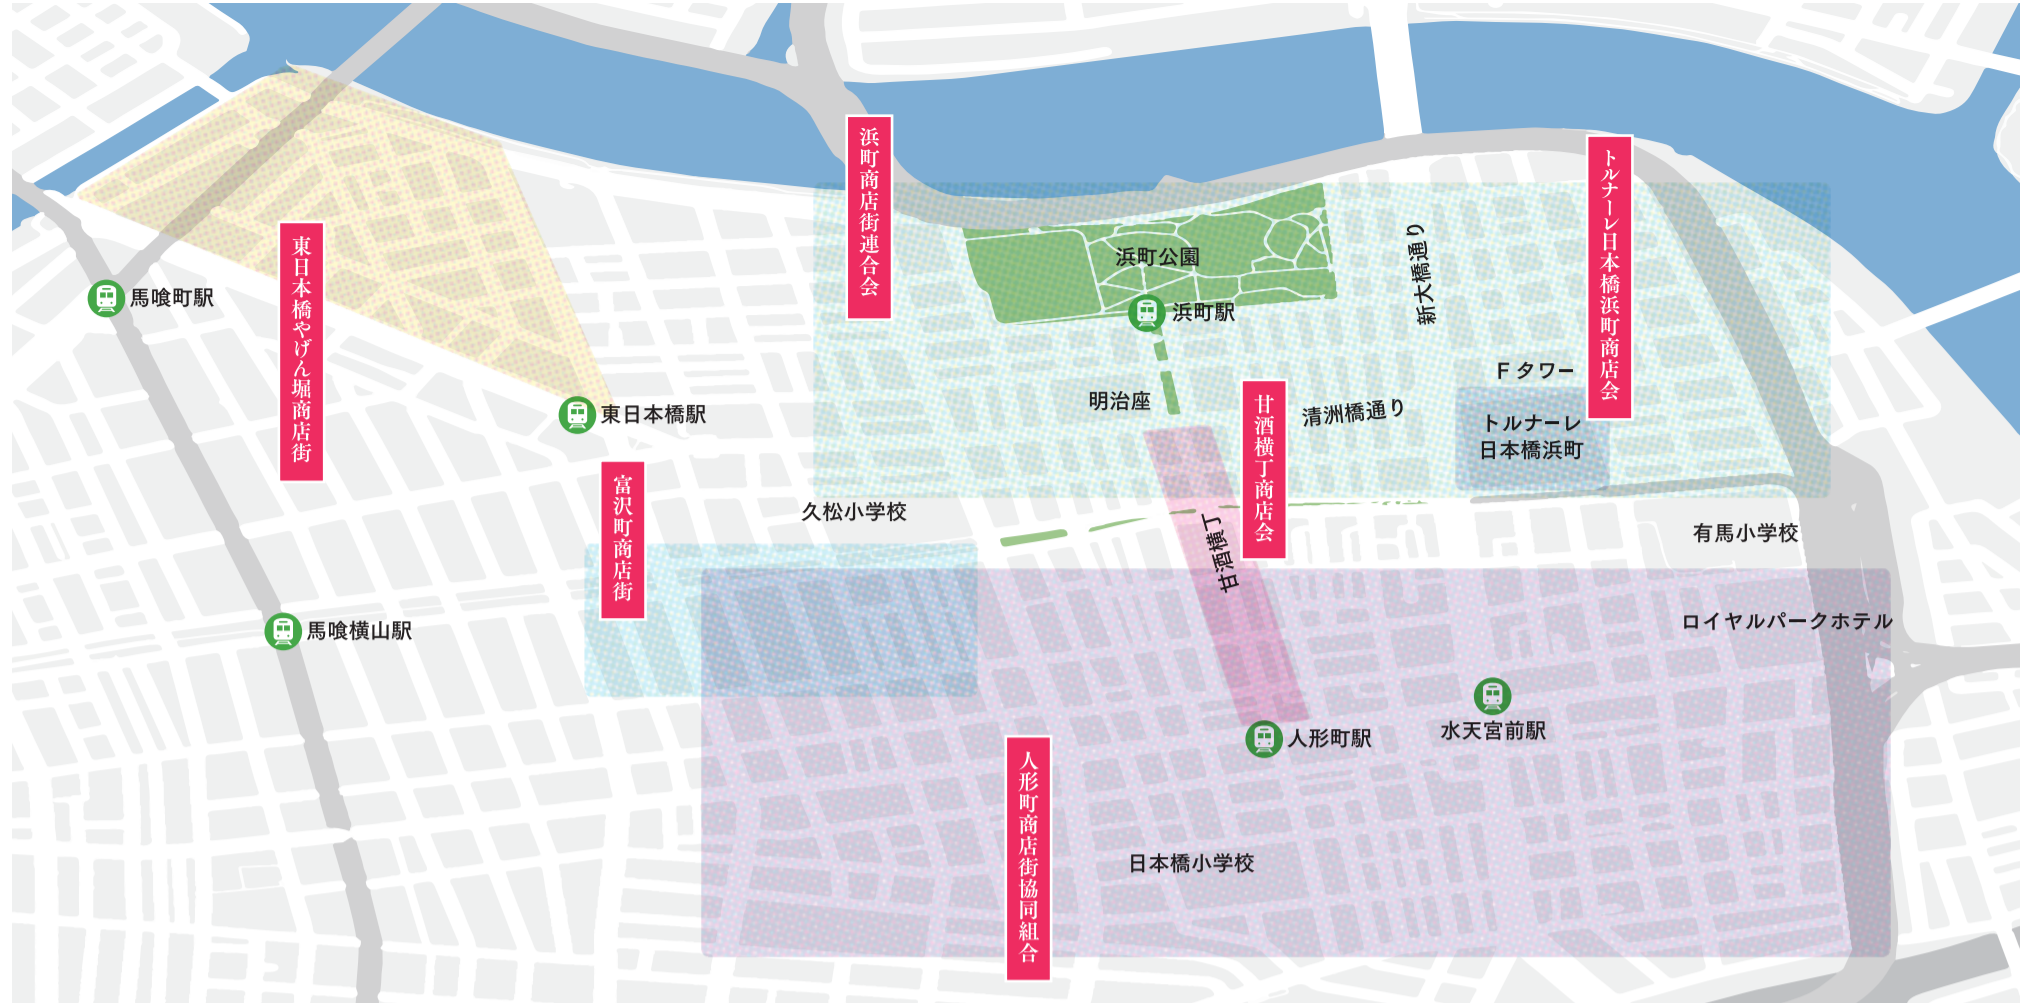 浜町商店街連合会
トルナーレ日本橋浜町商店会
東日本橋やげん堀商店街
浜町公園
新大橋通り
馬喰町駅
浜町駅
Fタワー
明治座
甘酒横丁商店会
清洲橋通り
東日本橋駅
トルナーレ
日本橋浜町
富沢町商店街
久松小学校
甘酒横丁
有馬小学校
ロイヤルパークホテル
馬喰横山駅
人形町駅
水天宮前駅
人形町商店街協同組合
日本橋小学校